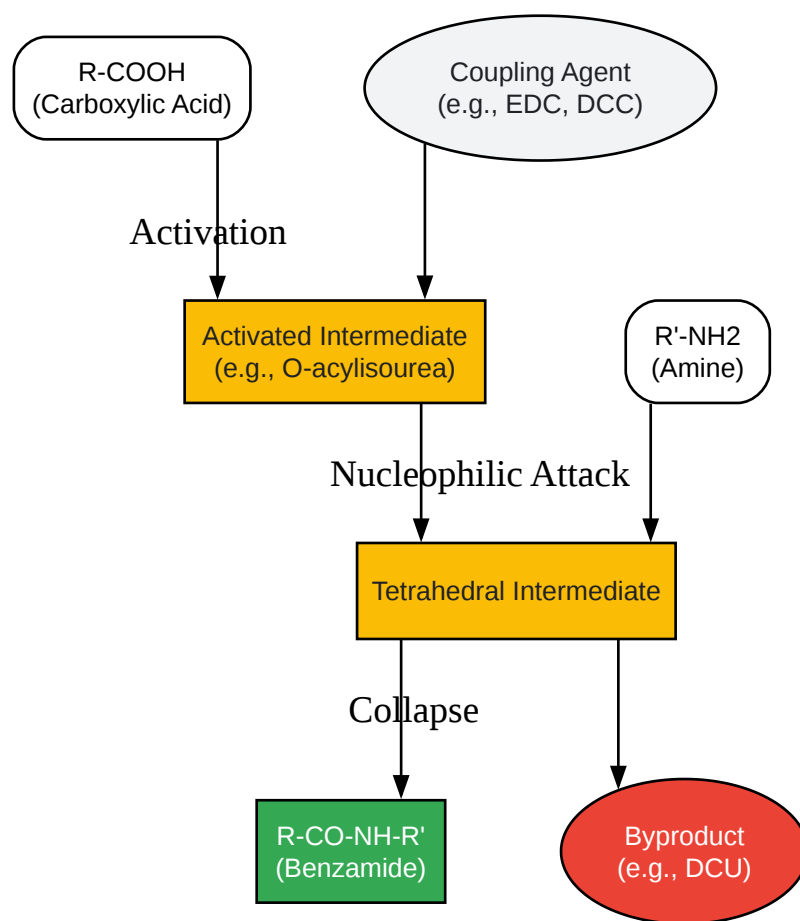 R-COOH
(Carboxylic Acid)
Coupling Agent
(e.g., EDC, DCC)
Activation
Activated Intermediate
(e.g., O-acylisourea)
R'-NH2
(Amine)
Nucleophilic Attack
Tetrahedral Intermediate
Collapse
R-CO-NH-R'
(Benzamide)
Byproduct
(e.g., DCU)